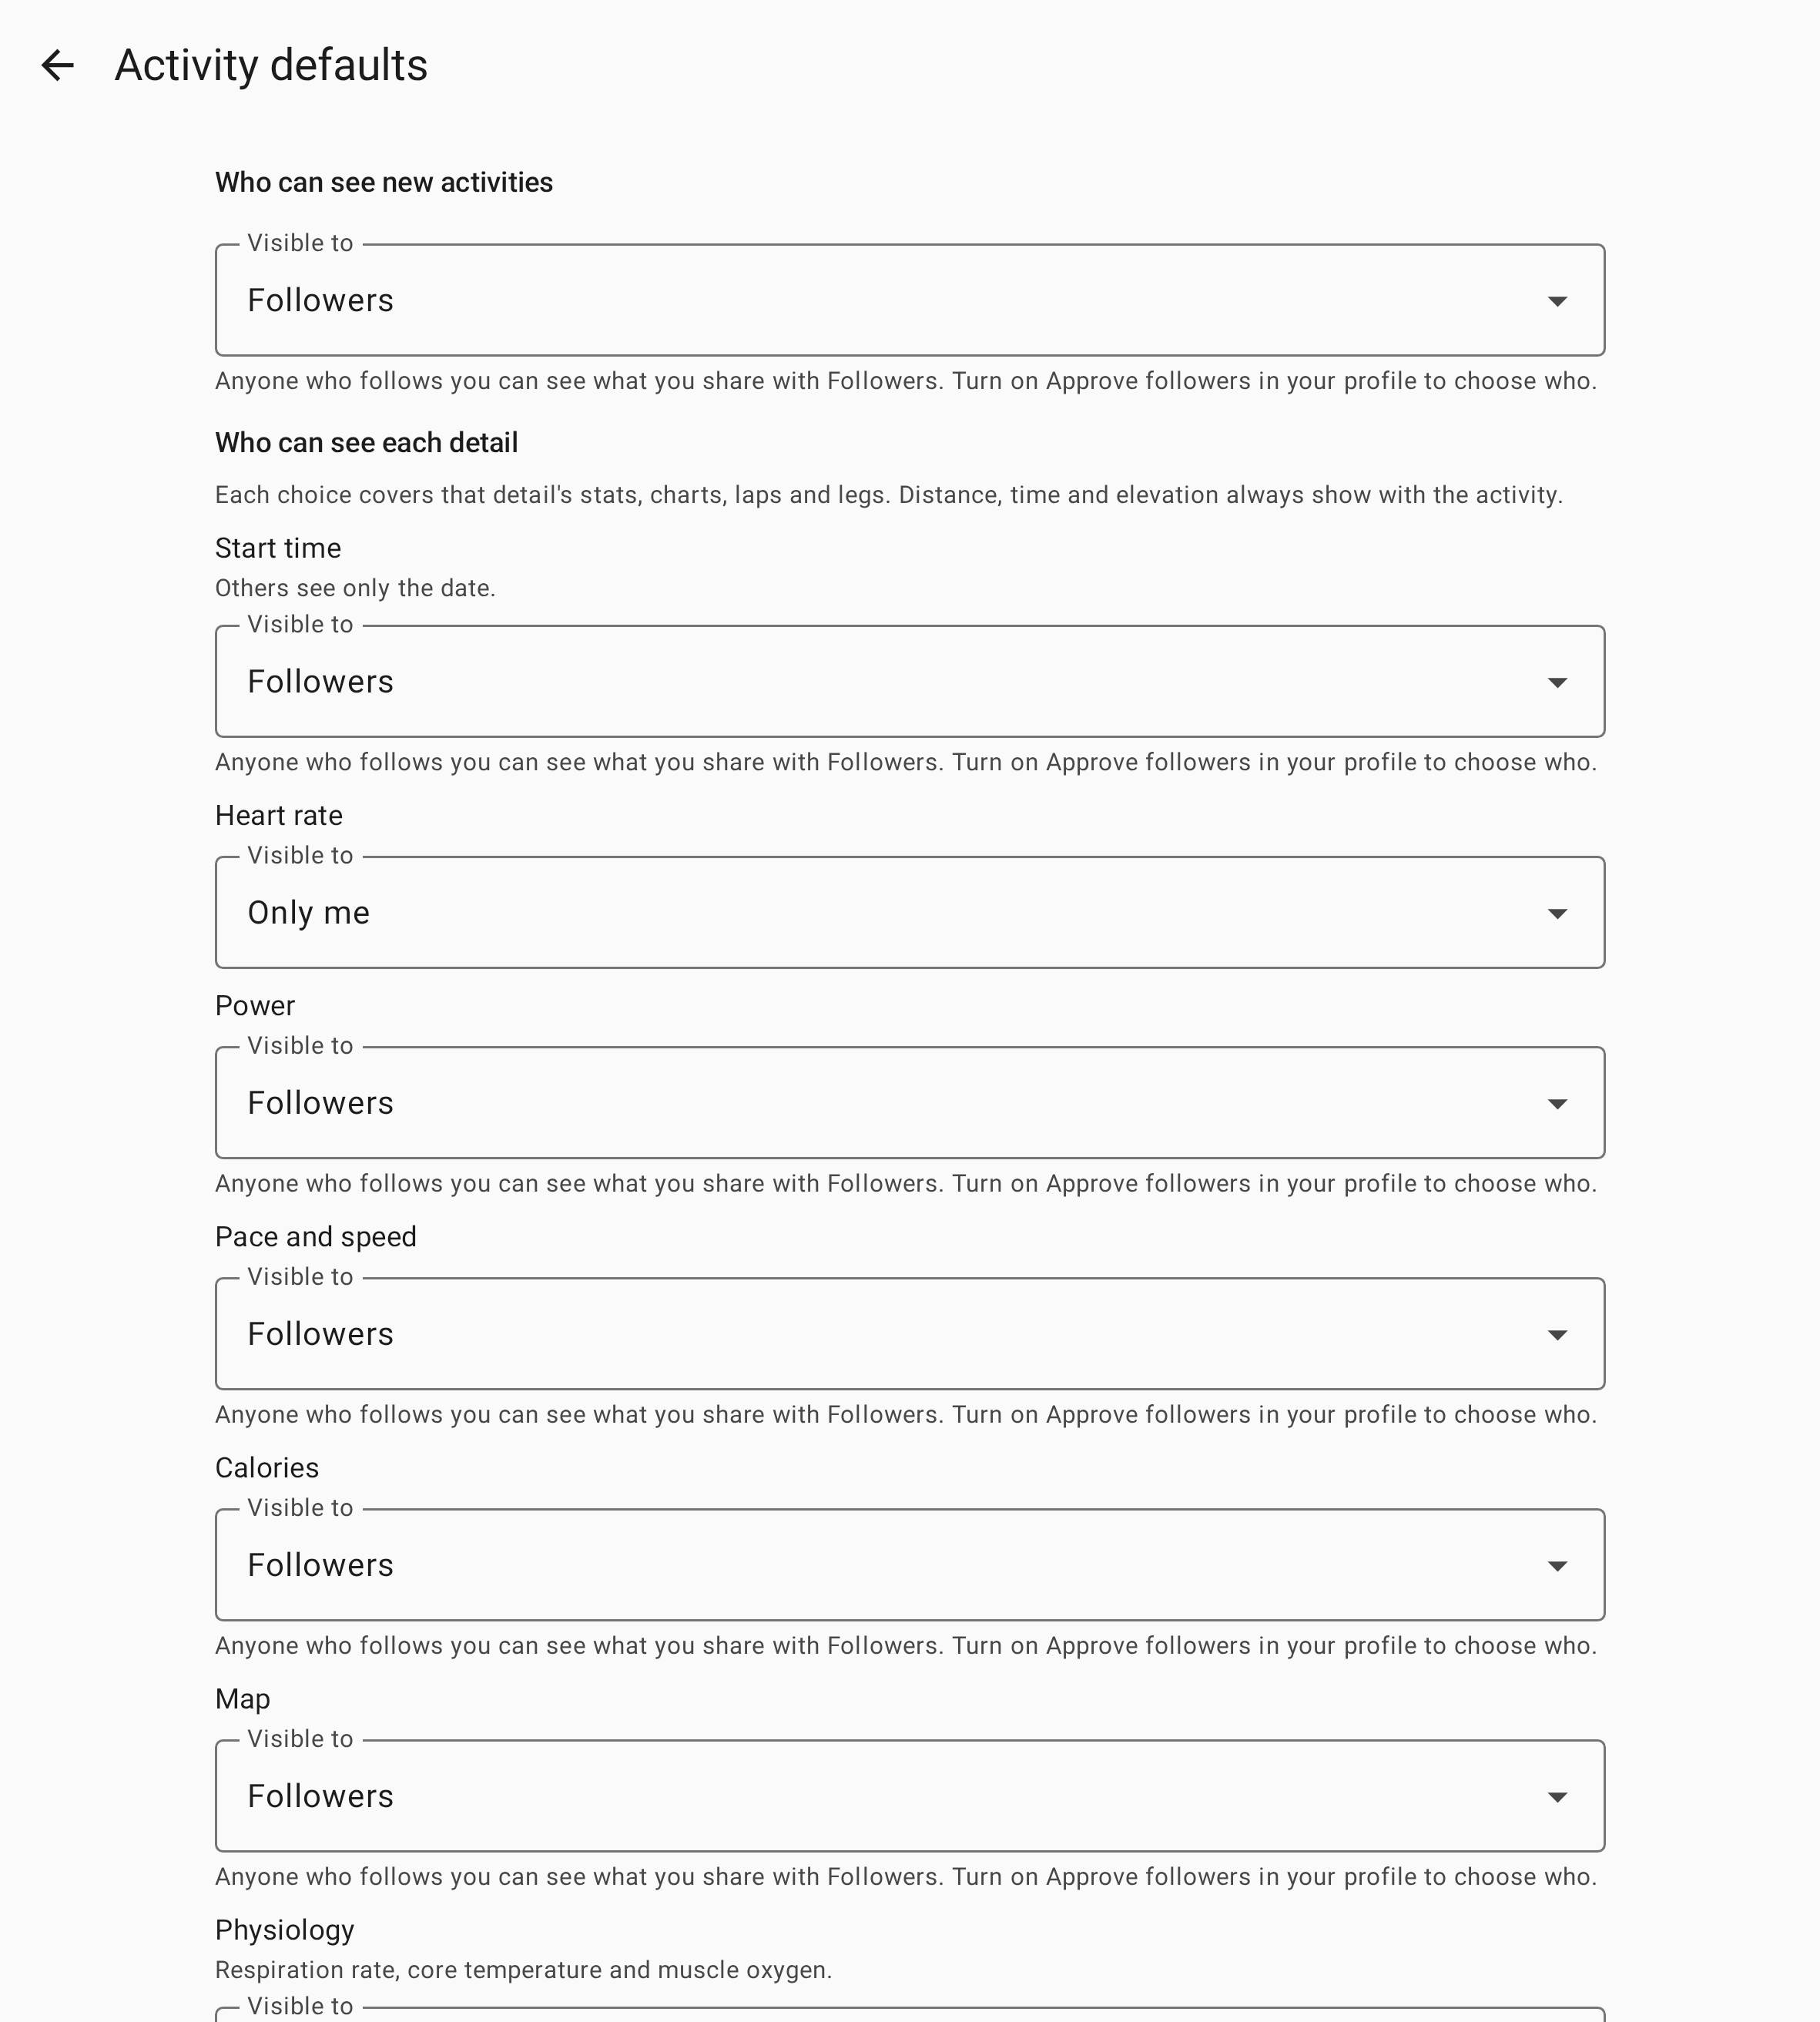 Activity defaults
Who can see new activities
Visible to
Followers
Anyone who follows you can see what you share with Followers. Turn on Approve followers in your profile to choose who.
Who can see each detail
Each choice covers that detail's stats, charts, laps and legs. Distance, time and elevation always show with the activity.
Start time
Others see only the date.
Visible to
Followers
Anyone who follows you can see what you share with Followers. Turn on Approve followers in your profile to choose who.
Heart rate
Visible to
Only me
Power
Visible to
Followers
Anyone who follows you can see what you share with Followers. Turn on Approve followers in your profile to choose who.
Pace and speed
Visible to
Followers
Anyone who follows you can see what you share with Followers. Turn on Approve followers in your profile to choose who.
Calories
Visible to
Followers
Anyone who follows you can see what you share with Followers. Turn on Approve followers in your profile to choose who.
Map
Visible to
Followers
Anyone who follows you can see what you share with Followers. Turn on Approve followers in your profile to choose who.
Physiology
Respiration rate, core temperature and muscle oxygen.
Visible to